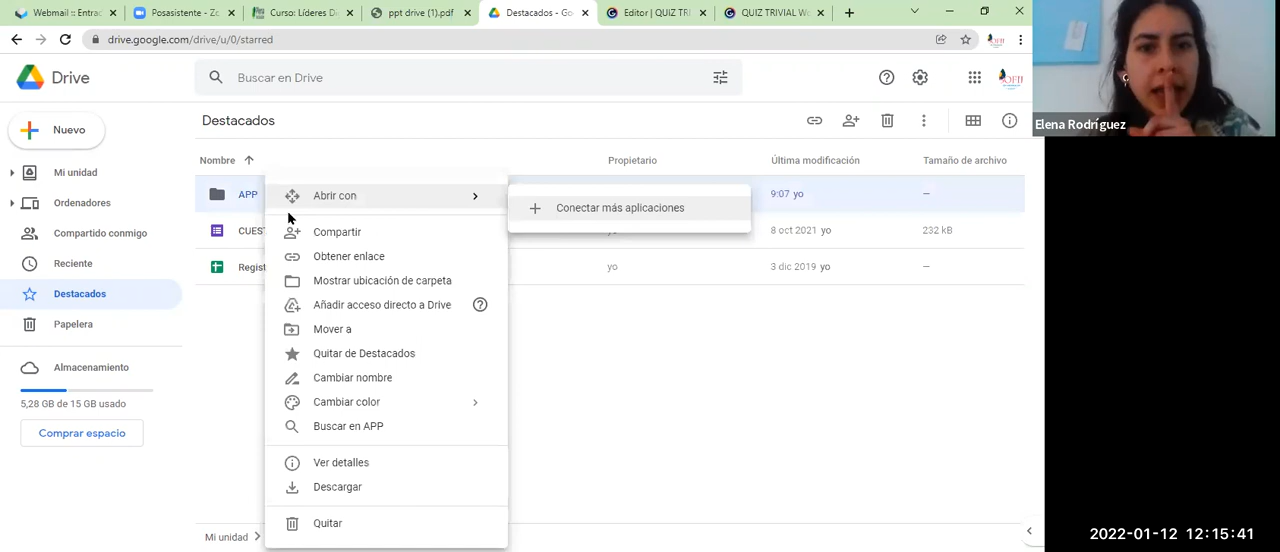 Webmail :: Entrac
Posasistente - Zo
Curso: Líderes Di
ppt drive (1).pdf
Destacados - Go
Editor | QUIZ TRI
QUIZ TRIVIAL Wo
drive.google.com/drive/u/0/starred
Drive
Buscar en Drive
Elena Rodríguez
Nuevo
Destacados
Nombre
Propietario
Última modificación
Tamaño de archivo
Mi unidad
Ordenadores
Compartido conmigo
Reciente
Destacados
Papelera
Almacenamiento
5,28 GB de 15 GB usado
Comprar espacio
APP
9:07 yo
—
CUEST
8 oct 2021 yo
232 kB
Regist
yo
3 dic 2019 yo
—
Abrir con
Conectar más aplicaciones
Compartir
Obtener enlace
Mostrar ubicación de carpeta
Añadir acceso directo a Drive
Mover a
Quitar de Destacados
Cambiar nombre
Cambiar color
Buscar en APP
Ver detalles
Descargar
Quitar
Mi unidad
2022-01-12 12:15:41